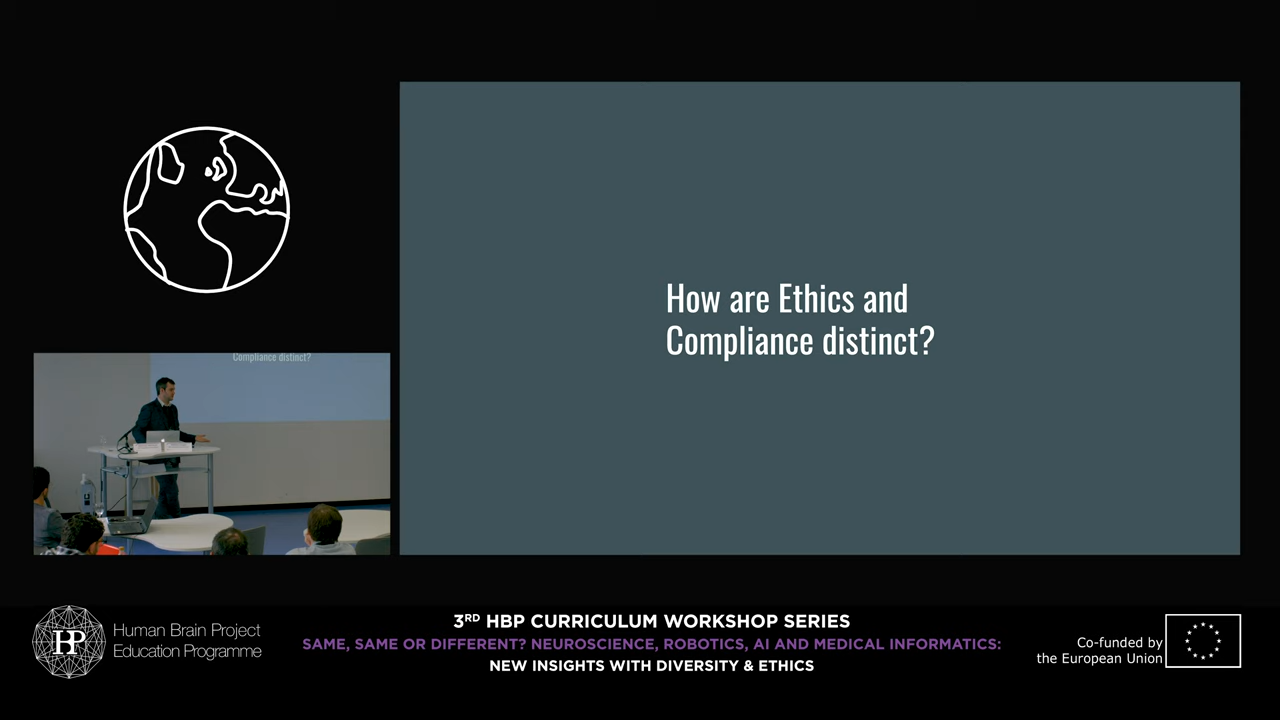 How are Ethics and
Compliance distinct?
Compliance distinct?
HP
Human Brain Project
Education Programme
3RD HBP CURRICULUM WORKSHOP SERIES
SAME, SAME OR DIFFERENT? NEUROSCIENCE, ROBOTICS, AI AND MEDICAL INFORMATICS:
NEW INSIGHTS WITH DIVERSITY & ETHICS
Co-funded by
the European Union